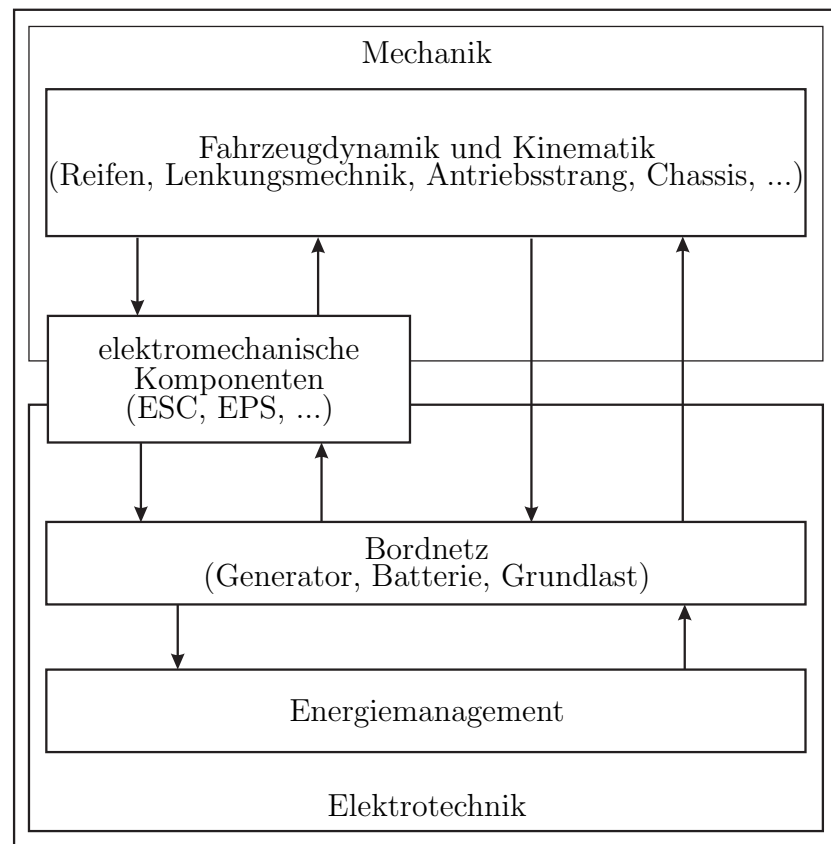 Mechanik
Fahrzeugdynamik und Kinematik
(Reifen, Lenkungsmechnik, Antriebsstrang, Chassis, ...)
elektromechanische
Komponenten
(ESC, EPS, ...)
Bordnetz
(Generator, Batterie, Grundlast)
Energiemanagement
Elektrotechnik